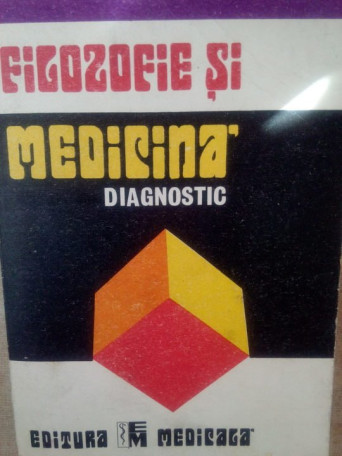 FILOZOFIE ȘI
MEDICINĂ
DIAGNOSTIC
EDITURA EM MEDICALĂ